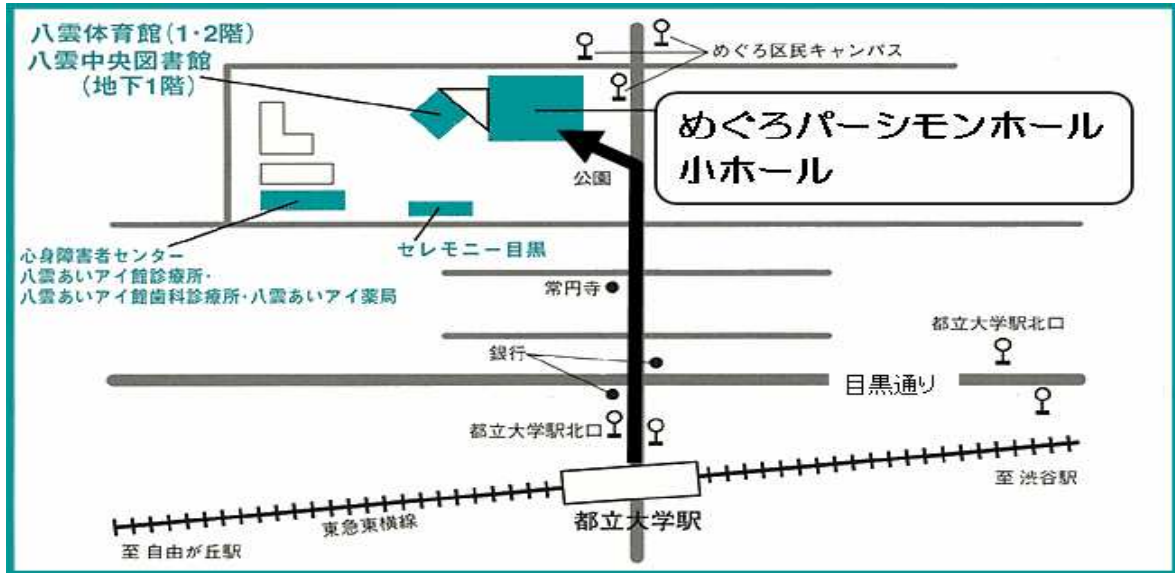 八雲体育館(1・2階)
八雲中央図書館
(地下1階)
めぐろ区民キャンパス
めぐろパーシモンホール
小ホール
公園
心身障害者センター
八雲あいアイ館診療所・
八雲あいアイ館歯科診療所・八雲あいアイ薬局
セレモニー目黒
常円寺
銀行
都立大学駅北口
目黒通り
都立大学駅北口
至 渋谷駅
都立大学駅
東急東横線
至 自由が丘駅